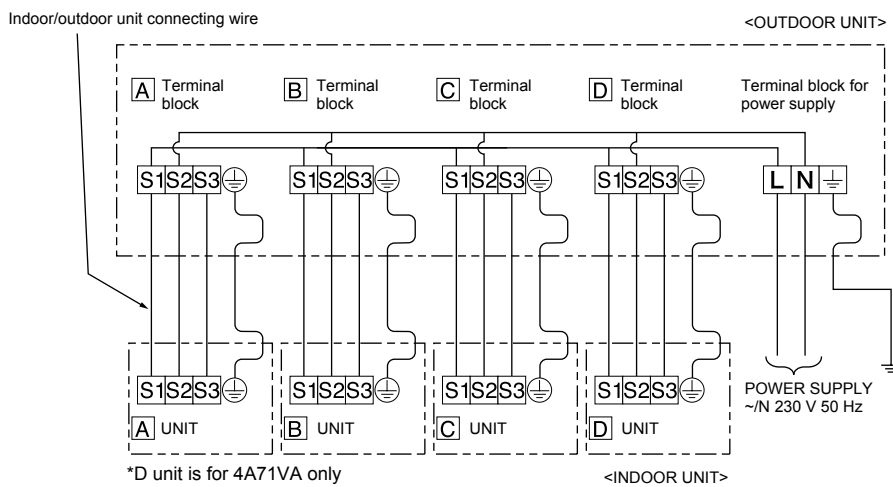 Indoor/outdoor unit connecting wire
<OUTDOOR UNIT>
A Terminal block
B Terminal block
C Terminal block
D Terminal block
Terminal block for power supply
S1 S2 S3
S1 S2 S3
S1 S2 S3
S1 S2 S3
L N
S1 S2 S3
S1 S2 S3
S1 S2 S3
S1 S2 S3
A UNIT
B UNIT
C UNIT
D UNIT
POWER SUPPLY
~/N 230 V 50 Hz
*D unit is for 4A71VA only
<INDOOR UNIT>